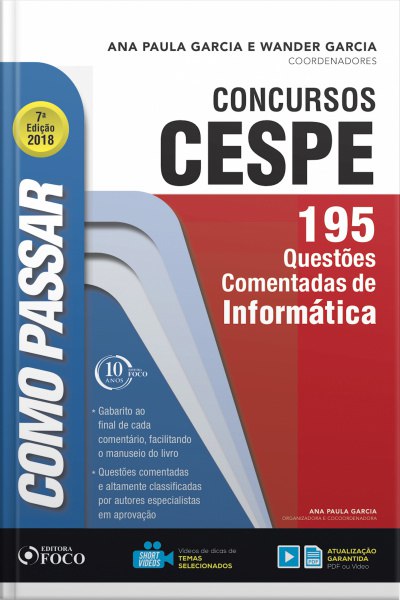 ANA PAULA GARCIA E WANDER GARCIA
COORDENADORES
7ª
Edição
2018
CONCURSOS
CESPE
COMO PASSAR
195
Questões
Comentadas de
Informática
10
ANOS
EDITORA
FOCO
* Gabarito ao
final de cada
comentário, facilitando
o manuseio do livro
* Questões comentadas
e altamente classificadas
por autores especialistas
em aprovação
ANA PAULA GARCIA
ORGANIZADORA E COCOORDENADORA
EDITORA
FOCO
SHORT
VIDEOS
Vídeos de dicas de
TEMAS
SELECIONADOS
ATUALIZAÇÃO
GARANTIDA
PDF ou Vídeo